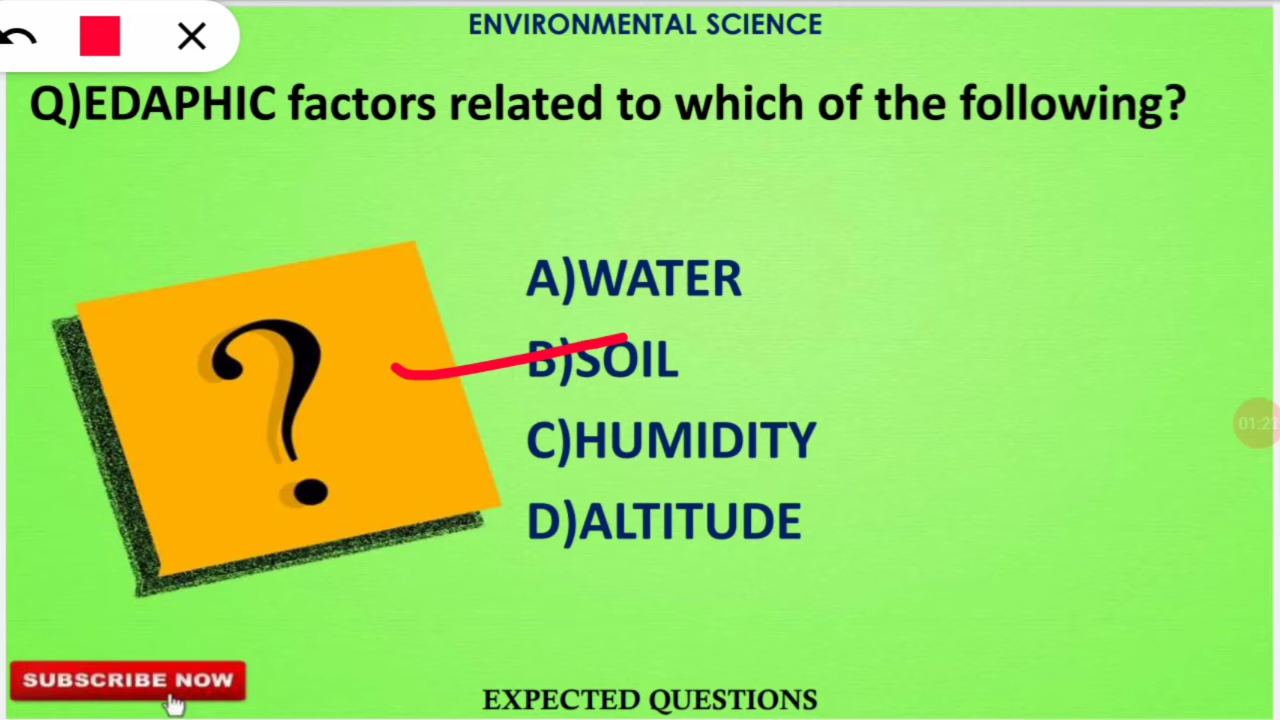 ENVIRONMENTAL SCIENCE
Q)EDAPHIC factors related to which of the following?
?
A)WATER
B)SOIL
C)HUMIDITY
D)ALTITUDE
SUBSCRIBE NOW
EXPECTED QUESTIONS